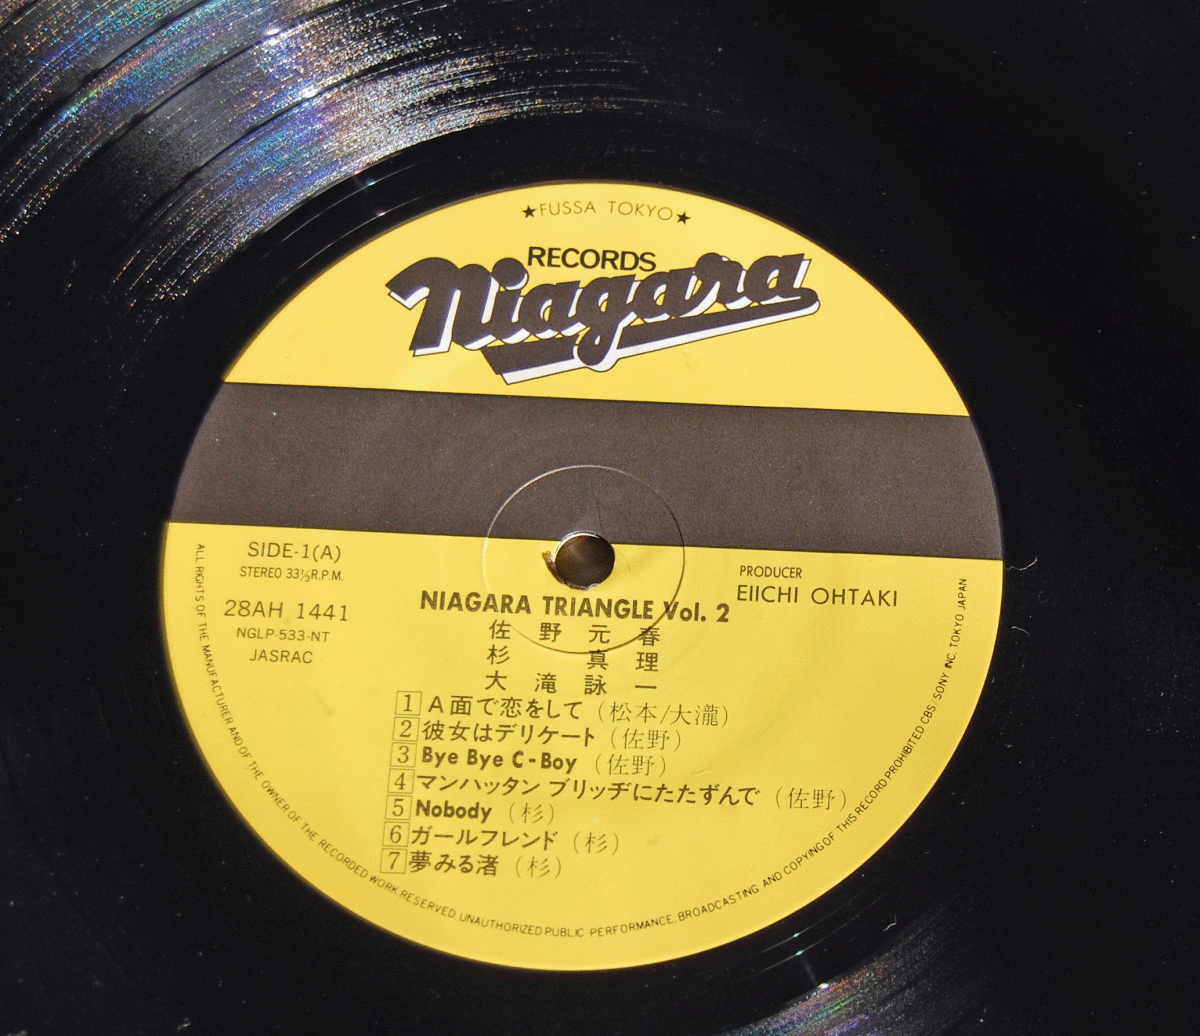 ★FUSSA TOKYO★
RECORDS
Niagara
SIDE-1(A)
STEREO 33⅓R.P.M.
28AH 1441
NGLP-533-NT
JASRAC
PRODUCER
EIICHI OHTAKI
NIAGARA TRIANGLE Vol. 2
佐野元春
杉真理
大滝詠一
1 A面で恋をして (松本/大瀧)
2 彼女はデリケート (佐野)
3 Bye Bye C-Boy (佐野)
4 マンハッタン ブリッヂにたたずんで (佐野)
5 Nobody (杉)
6 ガールフレンド (杉)
7 夢みる渚 (杉)
ALL RIGHTS OF THE MANUFACTURER AND OF THE OWNER OF THE RECORDED WORK RESERVED. UNAUTHORIZED PUBLIC PERFORMANCE, BROADCASTING AND COPYING OF THIS RECORD PROHIBITED CBS/SONY INC. TOKYO JAPAN